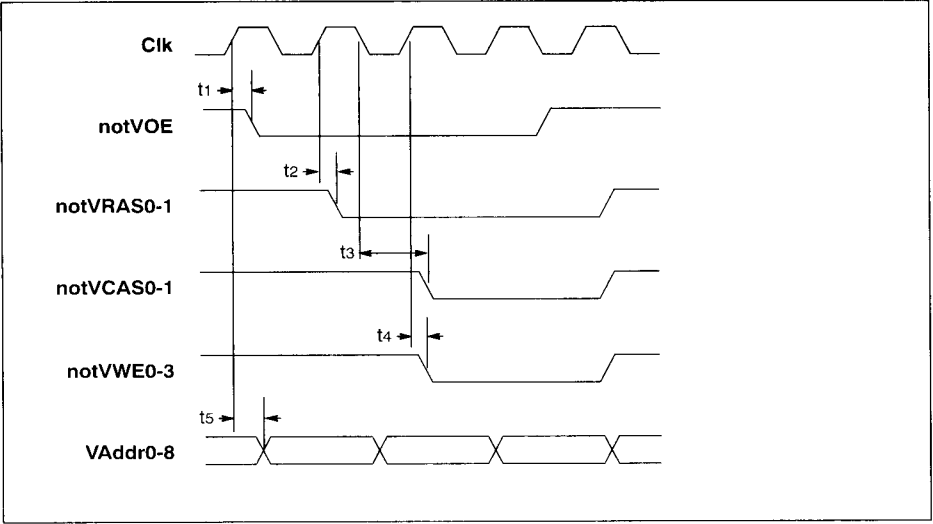 Clk
t1
notVOE
t2
notVRAS0-1
t3
notVCAS0-1
t4
notVWE0-3
t5
VAddr0-8